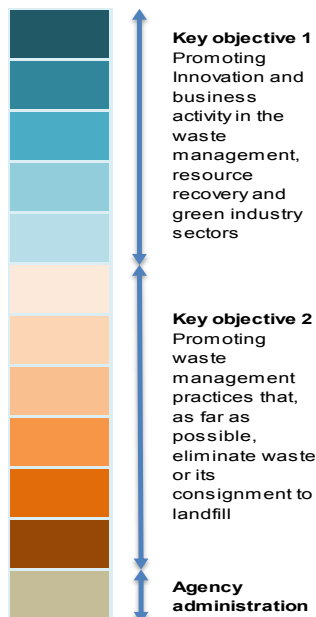 Key objective 1
Promoting
Innovation and
business
activity in the
waste
management,
resource
recovery and
green industry
sectors
Key objective 2
Promoting
waste
management
practices that,
as far as
possible,
eliminate waste
or its
consignment to
landfill
Agency
administration